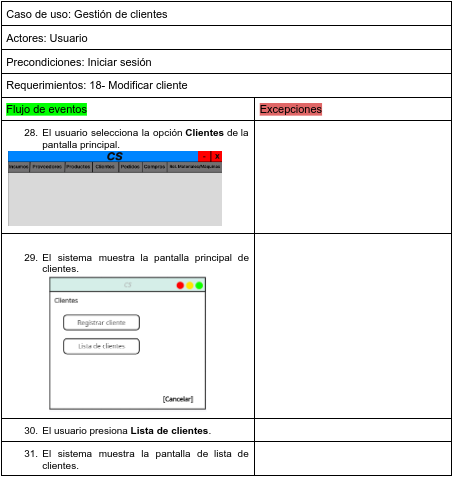 Caso de uso: Gestión de clientes
Actores: Usuario
Precondiciones: Iniciar sesión
Requerimientos: 18- Modificar cliente
Flujo de eventos
Excepciones
28. El usuario selecciona la opción Clientes de la
pantalla principal.
CS
- X
Insumos Proveedores Productos Clientes Pedidos Compras
29. El sistema muestra la pantalla principal de
clientes.
CS
Clientes
Registrar cliente
Lista de clientes
[Cancelar]
30. El usuario presiona Lista de clientes.
31. El sistema muestra la pantalla de lista de
clientes.